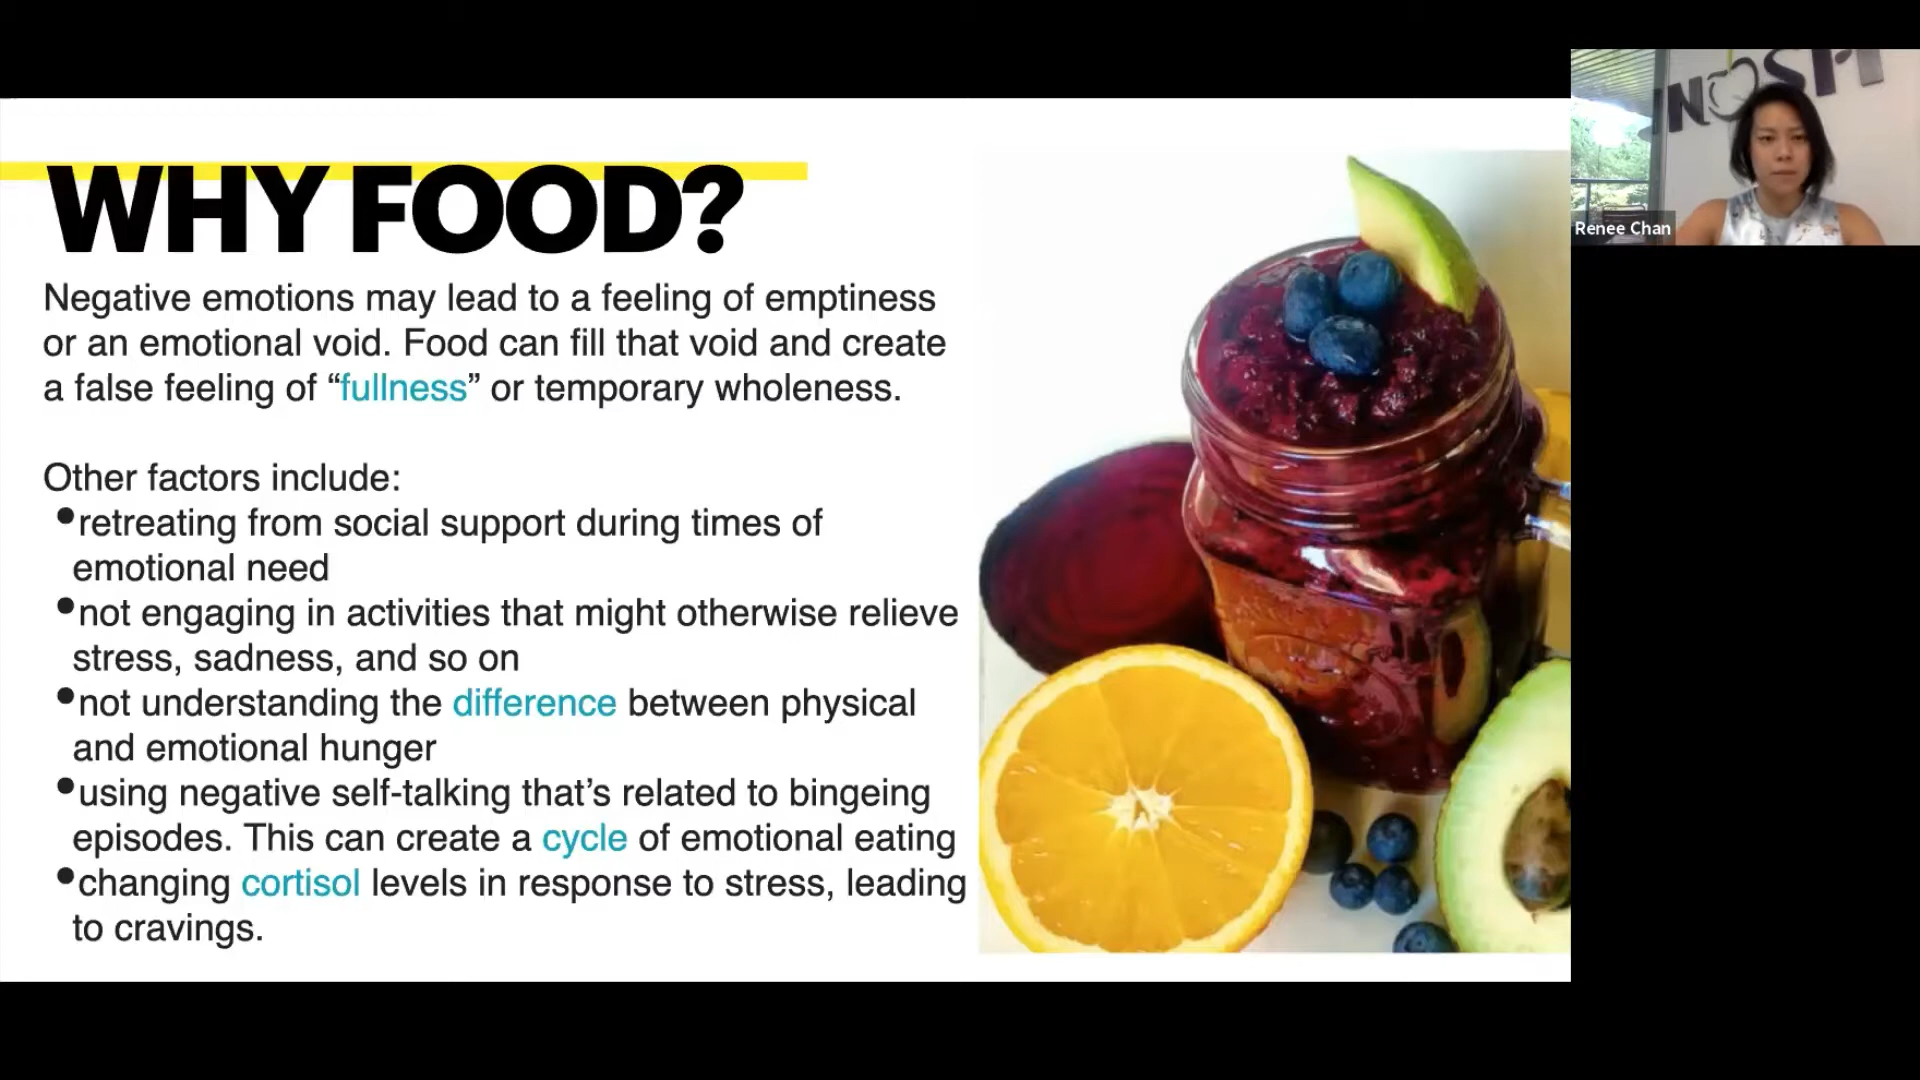 WHY FOOD?
Negative emotions may lead to a feeling of emptiness
or an emotional void. Food can fill that void and create
a false feeling of “fullness” or temporary wholeness.
Other factors include:
•retreating from social support during times of
emotional need
•not engaging in activities that might otherwise relieve
stress, sadness, and so on
•not understanding the difference between physical
and emotional hunger
•using negative self-talking that’s related to bingeing
episodes. This can create a cycle of emotional eating
•changing cortisol levels in response to stress, leading
to cravings.
Renee Chan